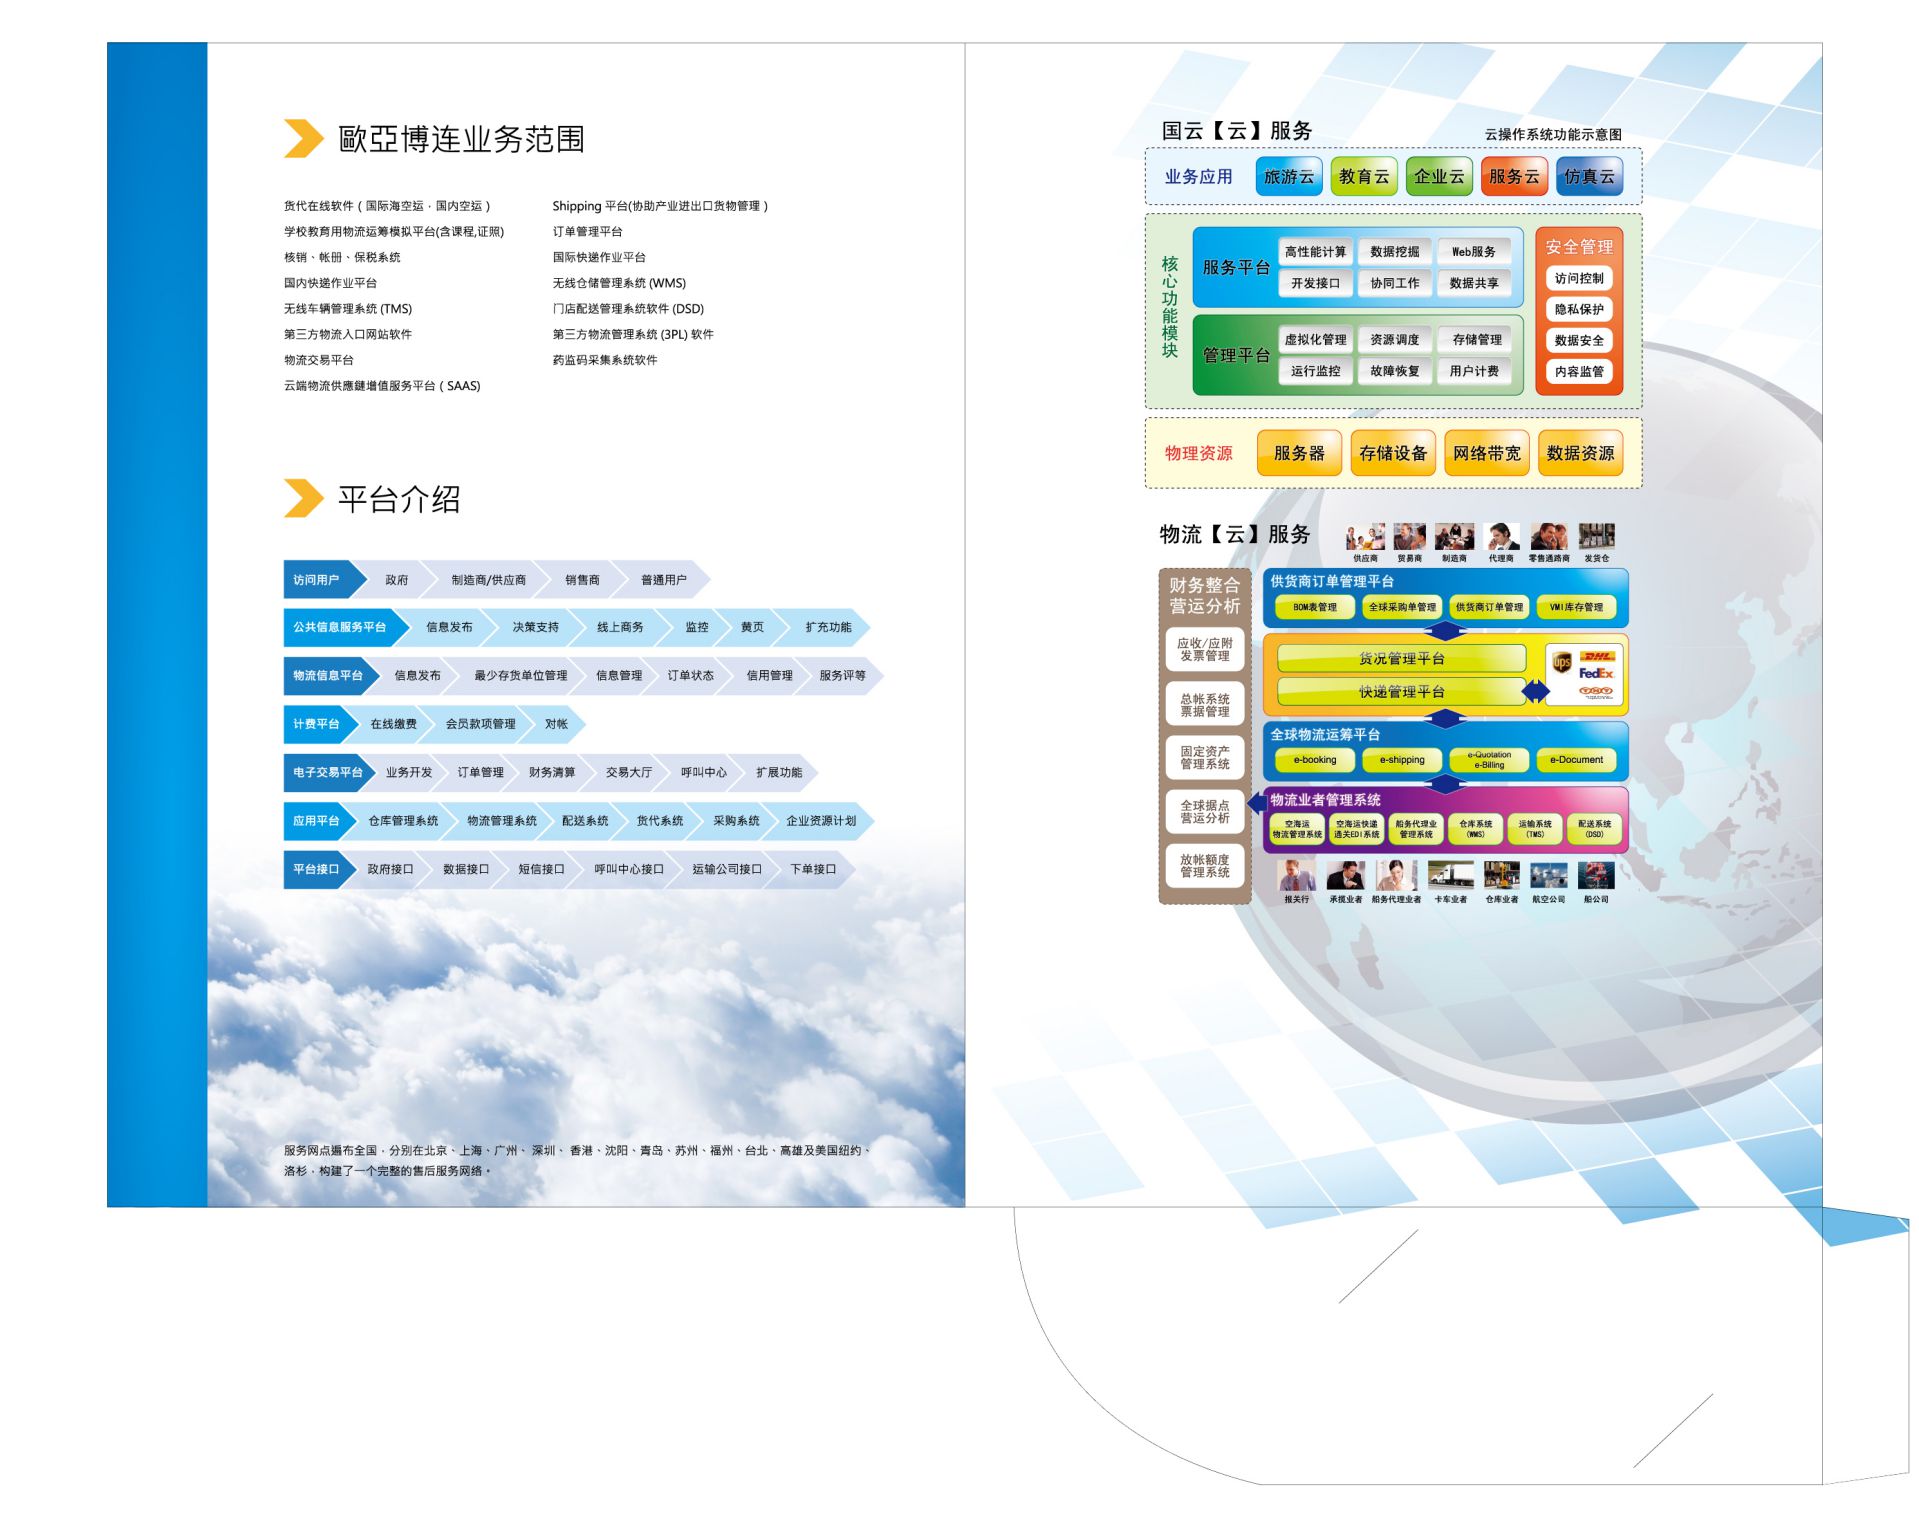 歐亞博连业务范围
货代在线软件 ( 国际海空运﹒国内空运 )
学校教育用物流运筹模拟平台(含课程,证照)
核销、帐册、保税系统
国内快递作业平台
无线车辆管理系统 (TMS)
第三方物流入口网站软件
物流交易平台
云端物流供應鏈增值服务平台 ( SAAS)
Shipping 平台(协助产业进出口货物管理 )
订单管理平台
国际快递作业平台
无线仓储管理系统 (WMS)
门店配送管理系统软件 (DSD)
第三方物流管理系统 (3PL) 软件
药监码采集系统软件
平台介绍
访问用户 政府 制造商/供应商 销售商 普通用户
公共信息服务平台 信息发布 决策支持 线上商务 监控 黄页 扩充功能
物流信息平台 信息发布 最少存货单位管理 信息管理 订单状态 信用管理 服务评等
计费平台 在线缴费 会员款项管理 对帐
电子交易平台 业务开发 订单管理 财务清算 交易大厅 呼叫中心 扩展功能
应用平台 仓库管理系统 物流管理系统 配送系统 货代系统 采购系统 企业资源计划
平台接口 政府接口 数据接口 短信接口 呼叫中心接口 运输公司接口 下单接口
服务网点遍布全国﹒分别在北京、上海、广州、 深圳、 香港、沈阳、青岛、苏州、福州、台北、高雄及美国纽约、
洛杉﹒构建了一个完整的售后服务网络。
国云【云】服务
云操作系统功能示意图
业务应用 旅游云 教育云 企业云 服务云 仿真云
核心功能模块
服务平台
高性能计算 数据挖掘 Web服务
开发接口 协同工作 数据共享
管理平台
虚拟化管理 资源调度 存储管理
运行监控 故障恢复 用户计费
安全管理
访问控制
隐私保护
数据安全
内容监管
物理资源 服务器 存储设备 网络带宽 数据资源
物流【云】服务
供应商 贸易商 制造商 代理商 零售通路商 发货仓
财务整合
营运分析
应收/应附
发票管理
总帐系统
票据管理
固定资产
管理系统
全球据点
营运分析
放帐额度
管理系统
供货商订单管理平台
BOM表管理 全球采购单管理 供货商订单管理 VMI库存管理
货况管理平台
快递管理平台
ups
DHL
FedEx
TNT
全球物流运筹平台
e-booking e-shipping e-Quotation e-Document
e-Billing
物流业者管理系统
空海运 空海运快递 船务代理业 仓库系统 运输系统 配送系统
物流管理系统 通关EDI系统 管理系统 (WMS) (TMS) (DSD)
报关行 承揽业者 船务代理业者 卡车业者 仓库业者 航空公司 船公司